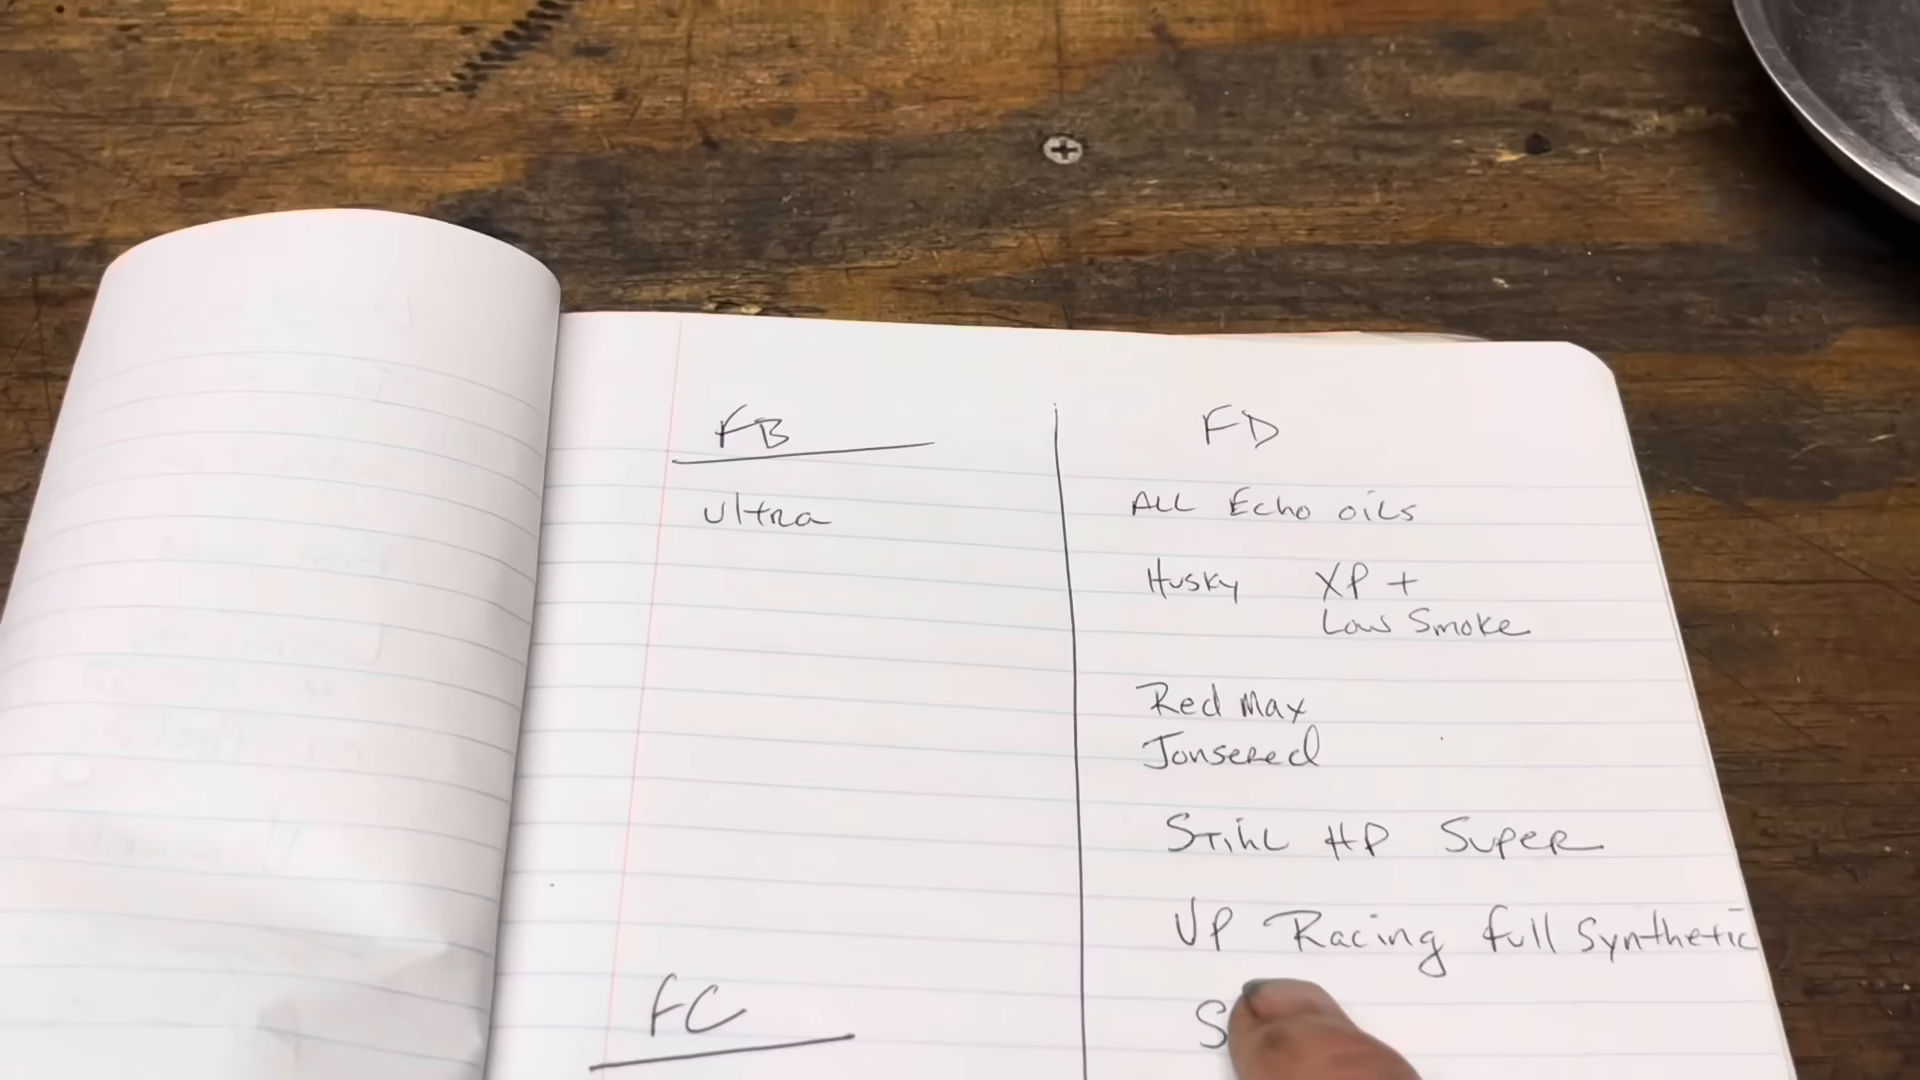 FB
Ultra
FC
FD
ALL Echo oils
Husky XP +
Low Smoke
Red Max
Jonsered
STihL HP Super
VP Racing full Synthetic